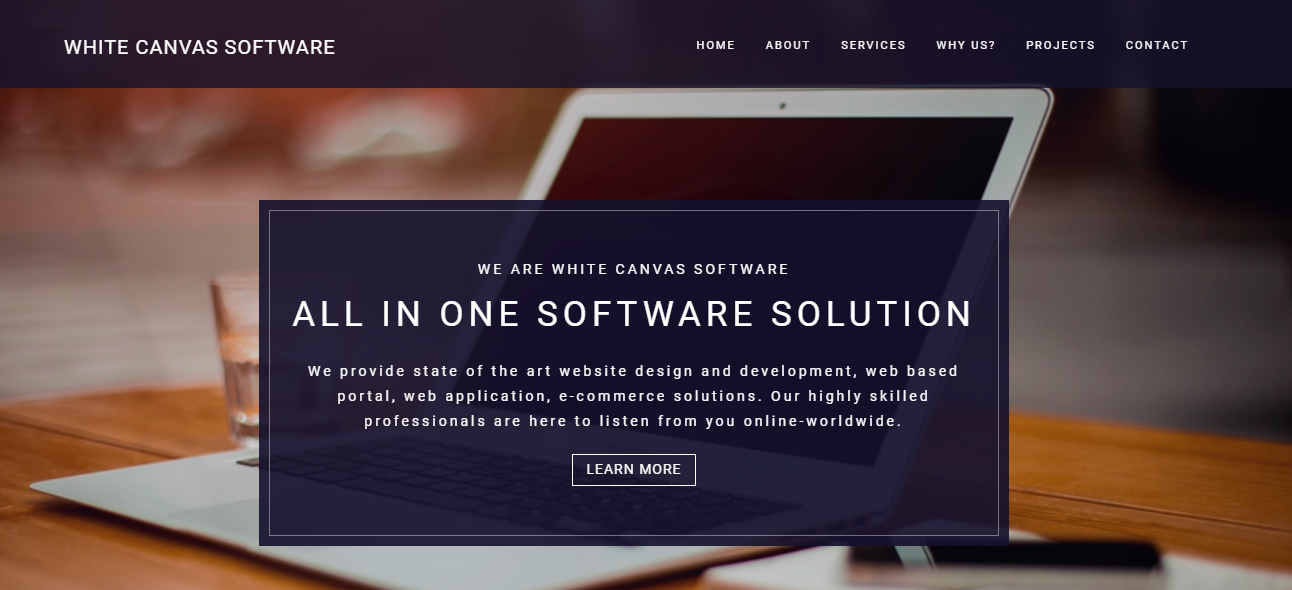 WHITE CANVAS SOFTWARE
HOME ABOUT SERVICES WHY US? PROJECTS CONTACT
WE ARE WHITE CANVAS SOFTWARE
ALL IN ONE SOFTWARE SOLUTION
We provide state of the art website design and development, web based
portal, web application, e-commerce solutions. Our highly skilled
professionals are here to listen from you online-worldwide.
LEARN MORE